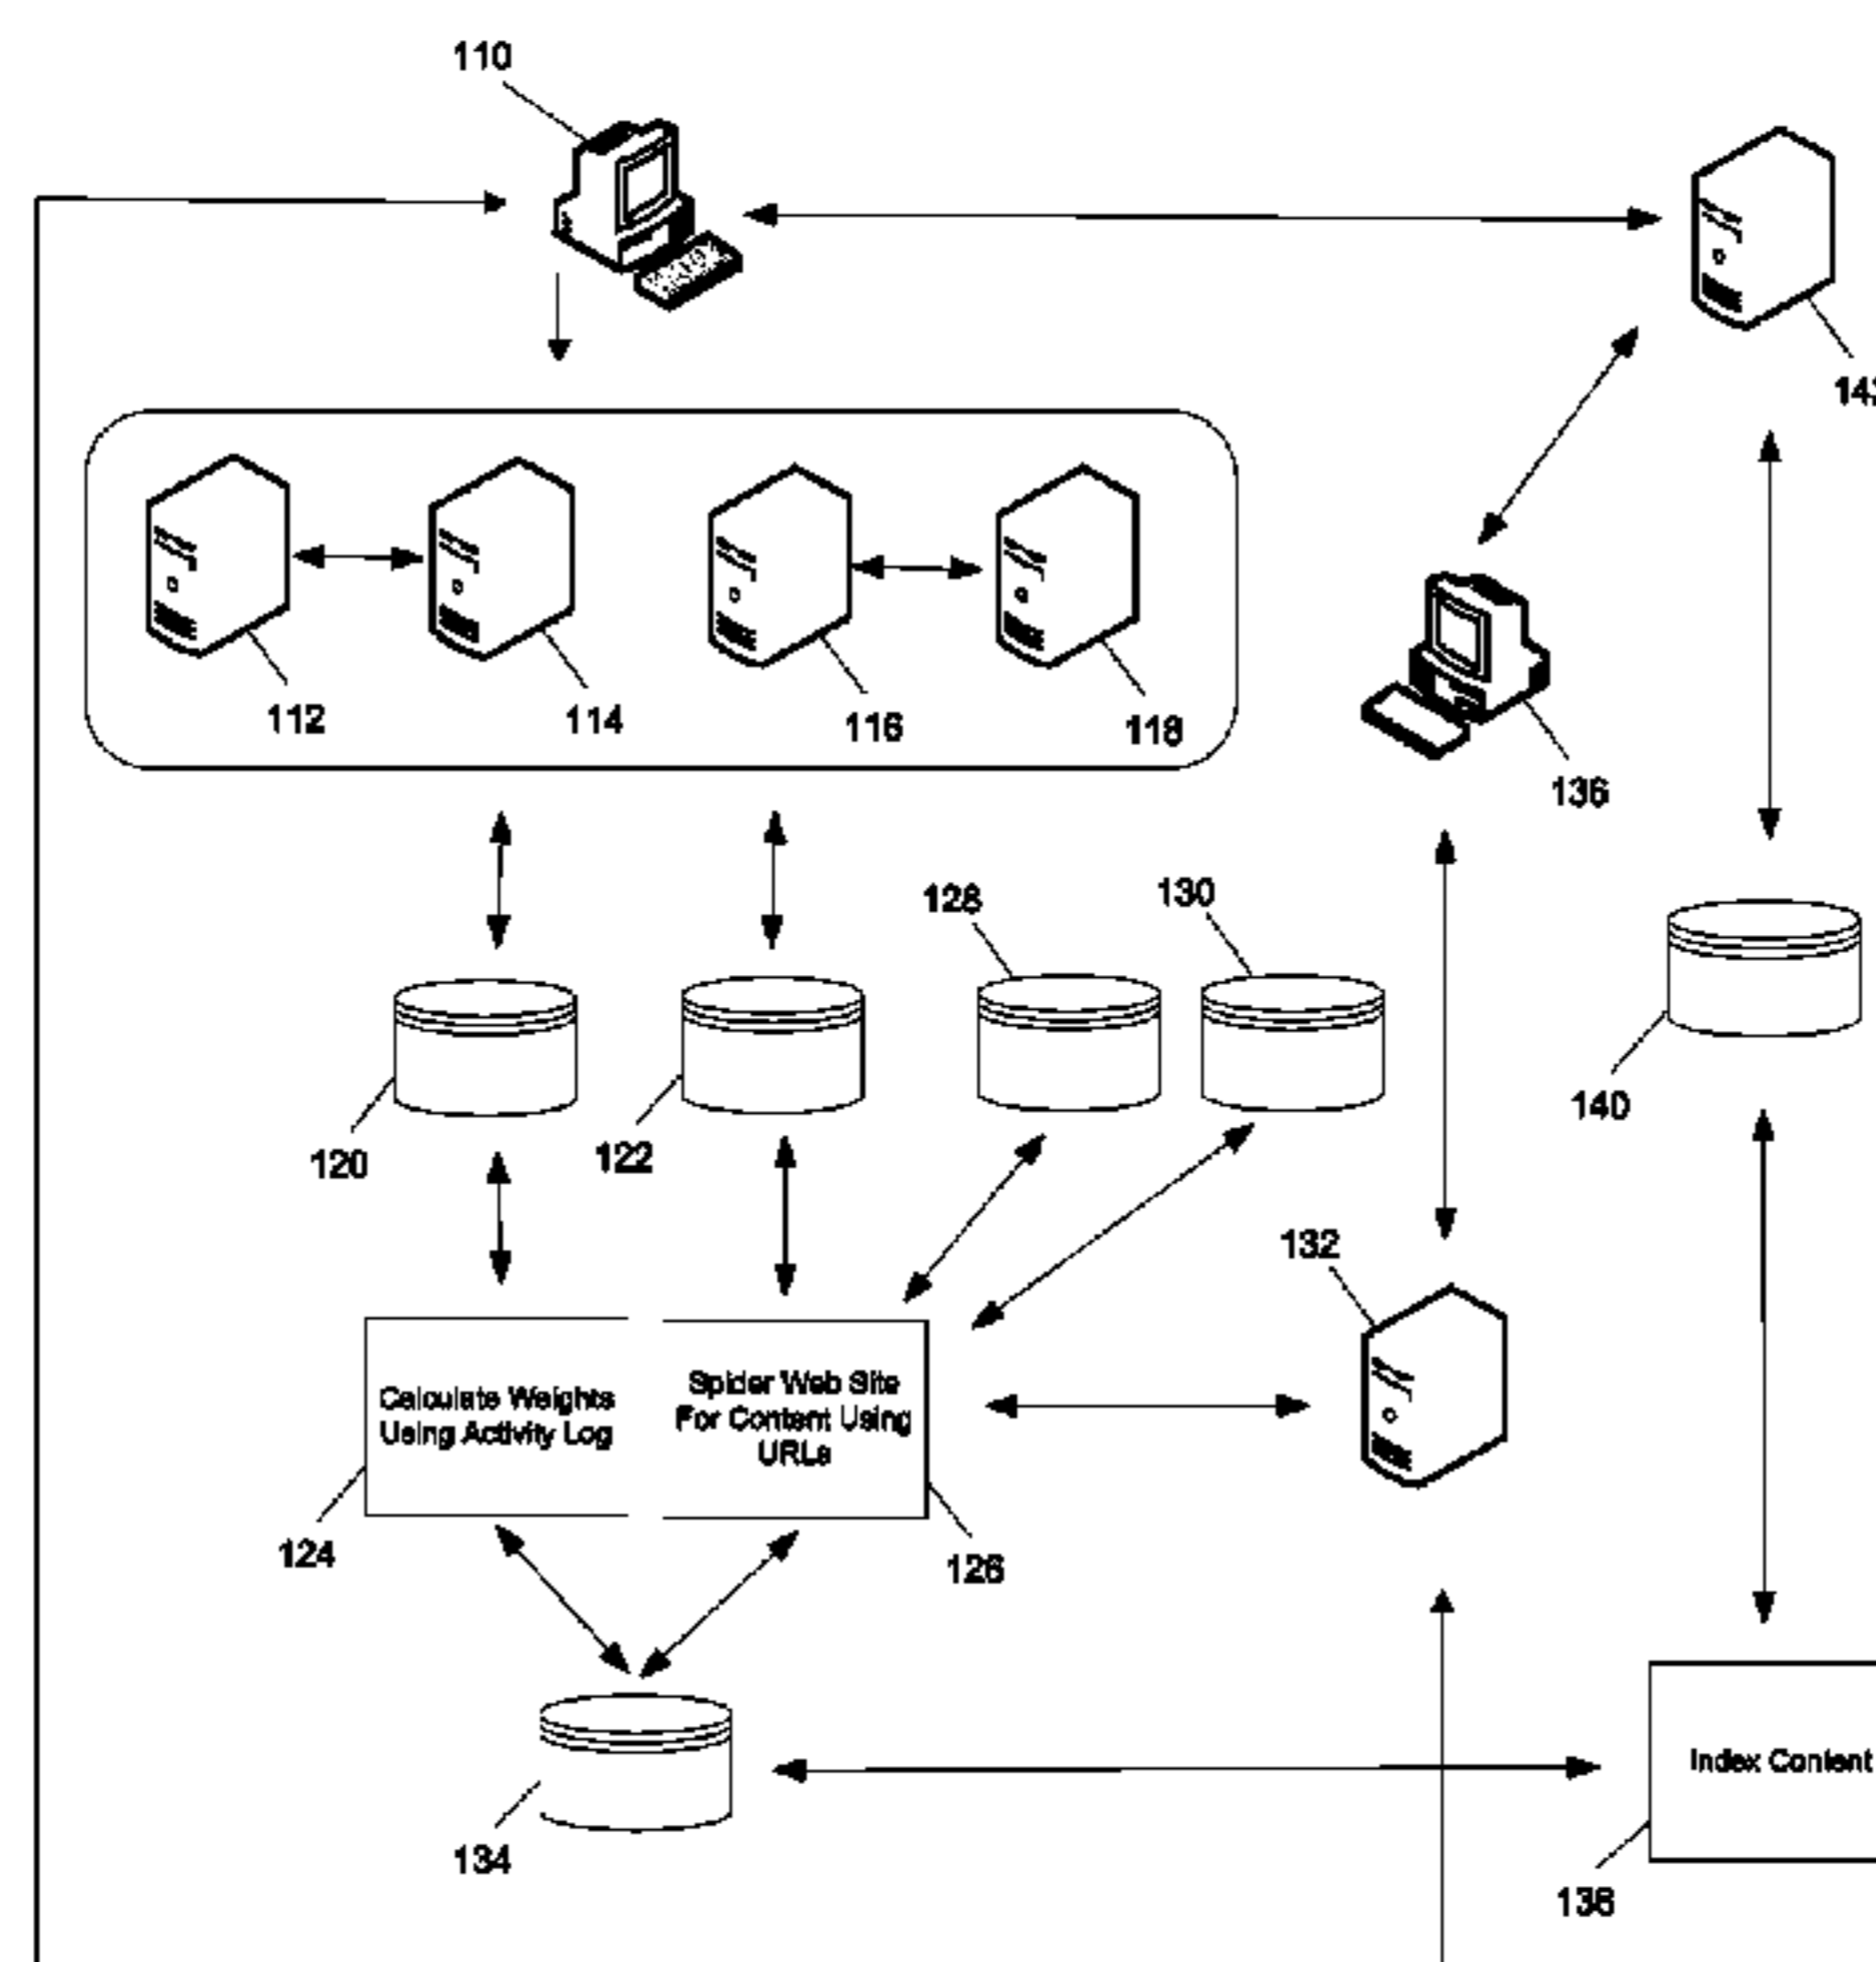 110
112
114
116
118
136
128
130
120
122
140
132
Calculate Weights
Using Activity Log
Spider Web Site
For Content Using
URLs
124
126
Index Content
134
138